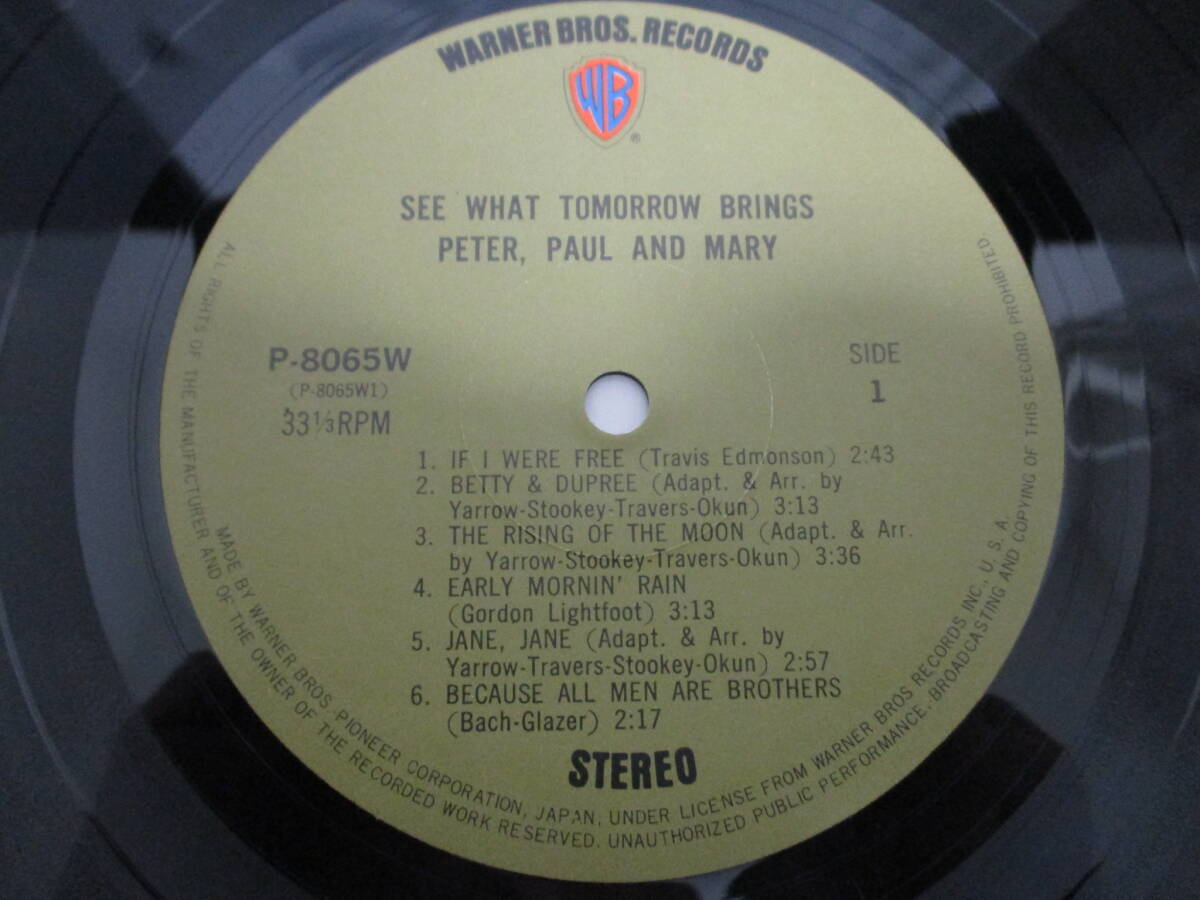 WARNER BROS. RECORDS
WB
®
SEE WHAT TOMORROW BRINGS
PETER, PAUL AND MARY
P-8065W
(P-8065W1)
33 1/3 RPM
SIDE
1
1. IF I WERE FREE (Travis Edmonson) 2:43
2. BETTY & DUPREE (Adapt. & Arr. by
Yarrow-Stookey-Travers-Okun) 3:13
3. THE RISING OF THE MOON (Adapt. & Arr.
by Yarrow-Stookey-Travers-Okun) 3:36
4. EARLY MORNIN' RAIN
(Gordon Lightfoot) 3:13
5. JANE, JANE (Adapt. & Arr. by
Yarrow-Travers-Stookey-Okun) 2:57
6. BECAUSE ALL MEN ARE BROTHERS
(Bach-Glazer) 2:17
STEREO
MADE BY WARNER BROS.-PIONEER CORPORATION, JAPAN, UNDER LICENSE FROM WARNER BROS RECORDS INC., U. S. A.
ALL RIGHTS OF THE MANUFACTURER AND OF THE OWNER OF THE RECORDED WORK RESERVED. UNAUTHORIZED PUBLIC PERFORMANCE, BROADCASTING AND COPYING OF THIS RECORD PROHIBITED.